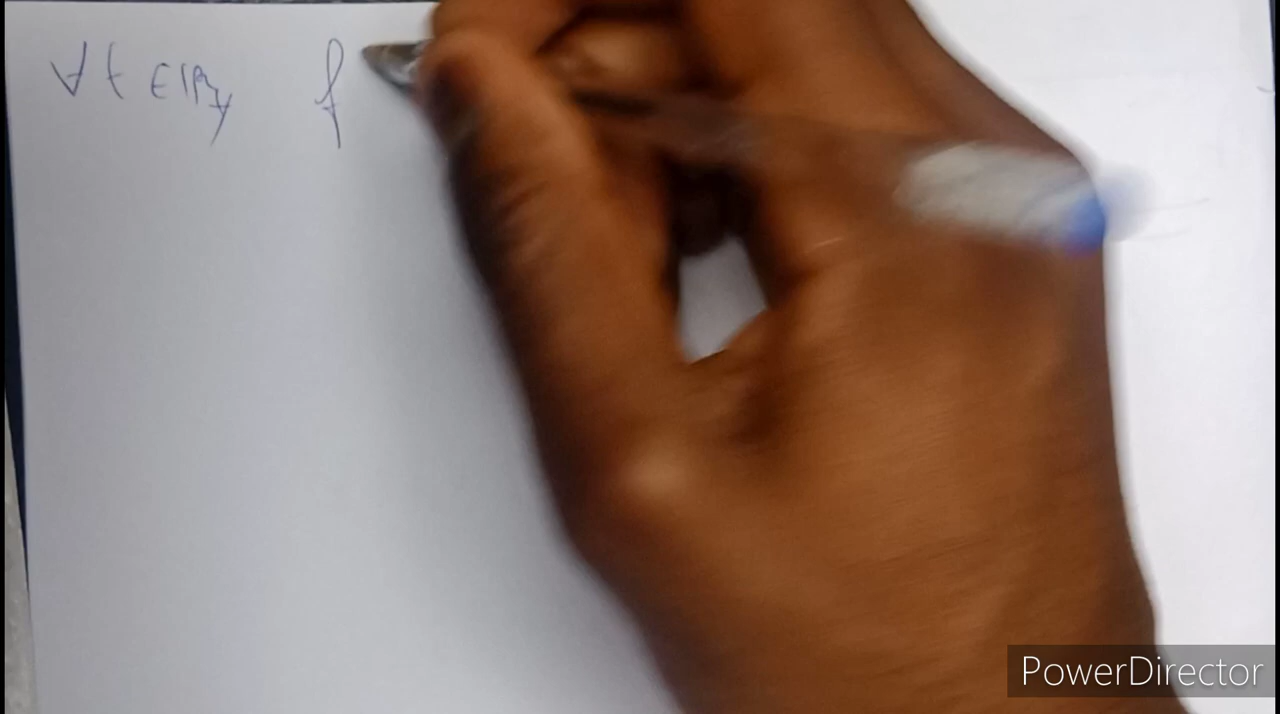 ∀t ∈ ℝ+ f
PowerDirector